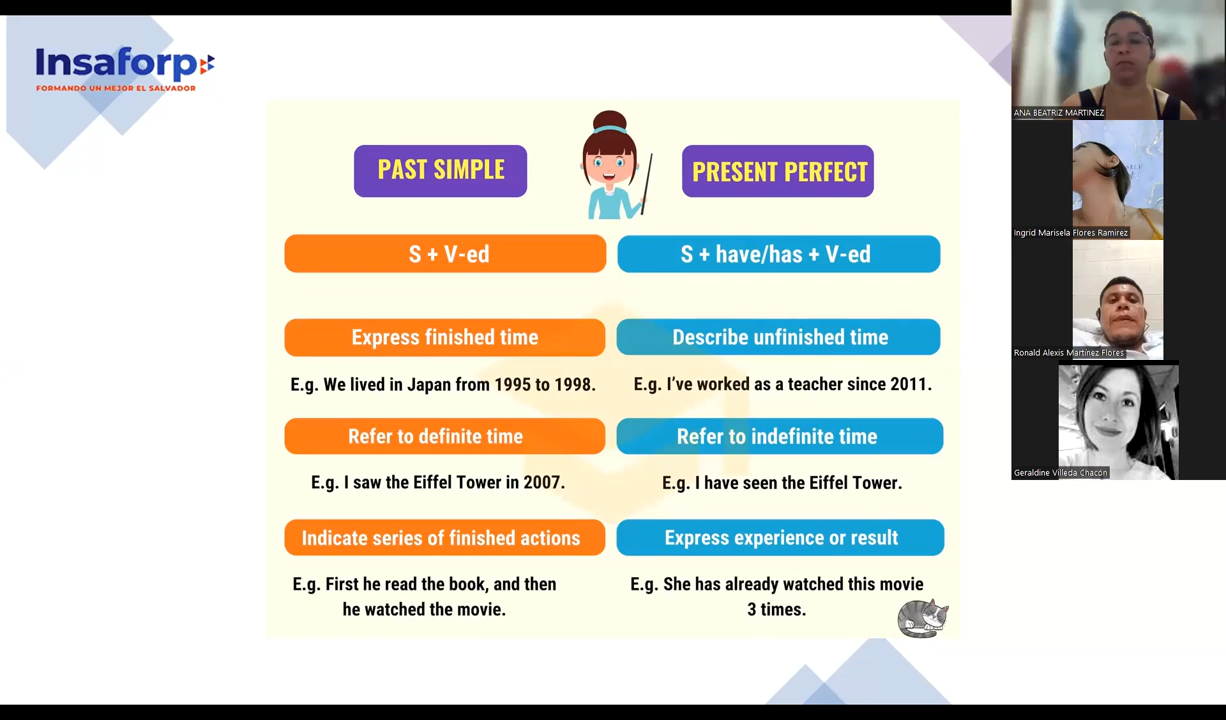 Insaforp
FORMANDO UN MEJOR EL SALVADOR
PAST SIMPLE
PRESENT PERFECT
S + V-ed
S + have/has + V-ed
Express finished time
Describe unfinished time
E.g. We lived in Japan from 1995 to 1998.
E.g. I've worked as a teacher since 2011.
Refer to definite time
Refer to indefinite time
E.g. I saw the Eiffel Tower in 2007.
E.g. I have seen the Eiffel Tower.
Indicate series of finished actions
Express experience or result
E.g. First he read the book, and then
he watched the movie.
E.g. She has already watched this movie
3 times.
ANA BEATRIZ MARTINEZ
Ingrid Marisela Flores Ramirez
Ronald Alexis Martínez Flores
Geraldine Villeda Chacón